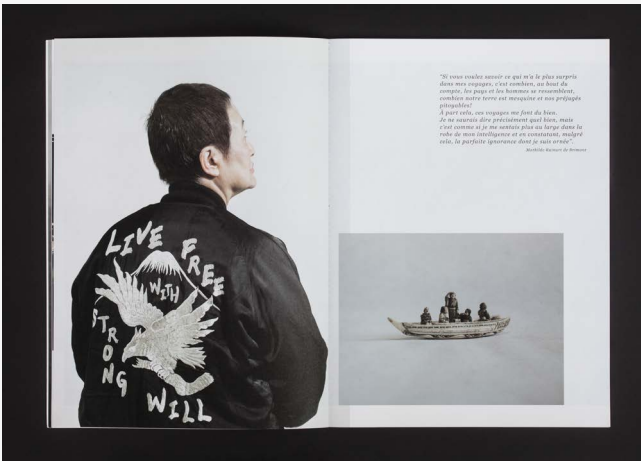 LIVE FREE
WITH
STRONG
WILL
"Si vous voulez savoir ce qui m'a le plus surpris
dans mes voyages, c'est combien, au bout du
compte, les pays et les hommes se ressemblent,
combien notre terre est mesquine et nos préjugés
pitoyables!
À part cela, ces voyages me font du bien.
Je ne saurais dire précisément quel bien, mais
c'est comme si je me sentais plus au large dans la
robe de mon intelligence et en constatant, malgré
cela, la parfaite ignorance dont je suis ornée".
Mathilde